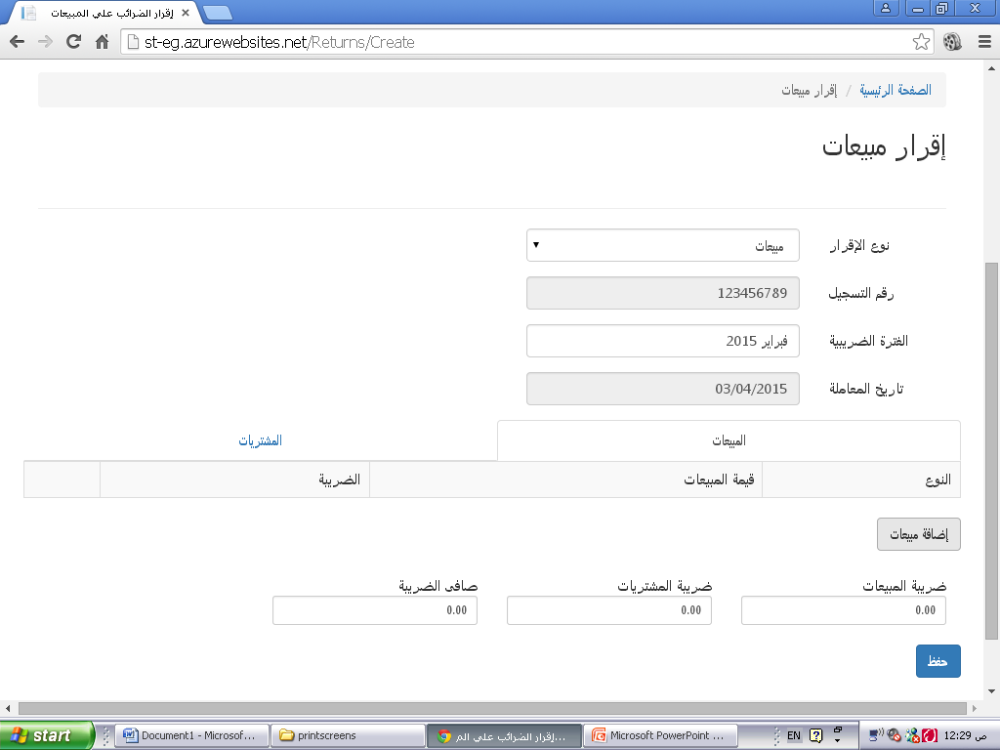 إقرار الضرائب على المبيعات
st-eg.azurewebsites.net/Returns/Create
الصفحة الرئيسية / إقرار مبيعات
إقرار مبيعات
نوع الإقرار مبيعات
رقم التسجيل 123456789
الفترة الضريبية فبراير 2015
تاريخ المعاملة 03/04/2015
المبيعات المشتريات
النوع قيمة المبيعات الضريبة
إضافة مبيعات
ضريبة المبيعات ضريبة المشتريات صافى الضريبة
0.00 0.00 0.00
حفظ
start Document1 - Microsof... printscreens إقرار الضرائب علي الم... Microsoft PowerPoint ... EN 12:29 ص